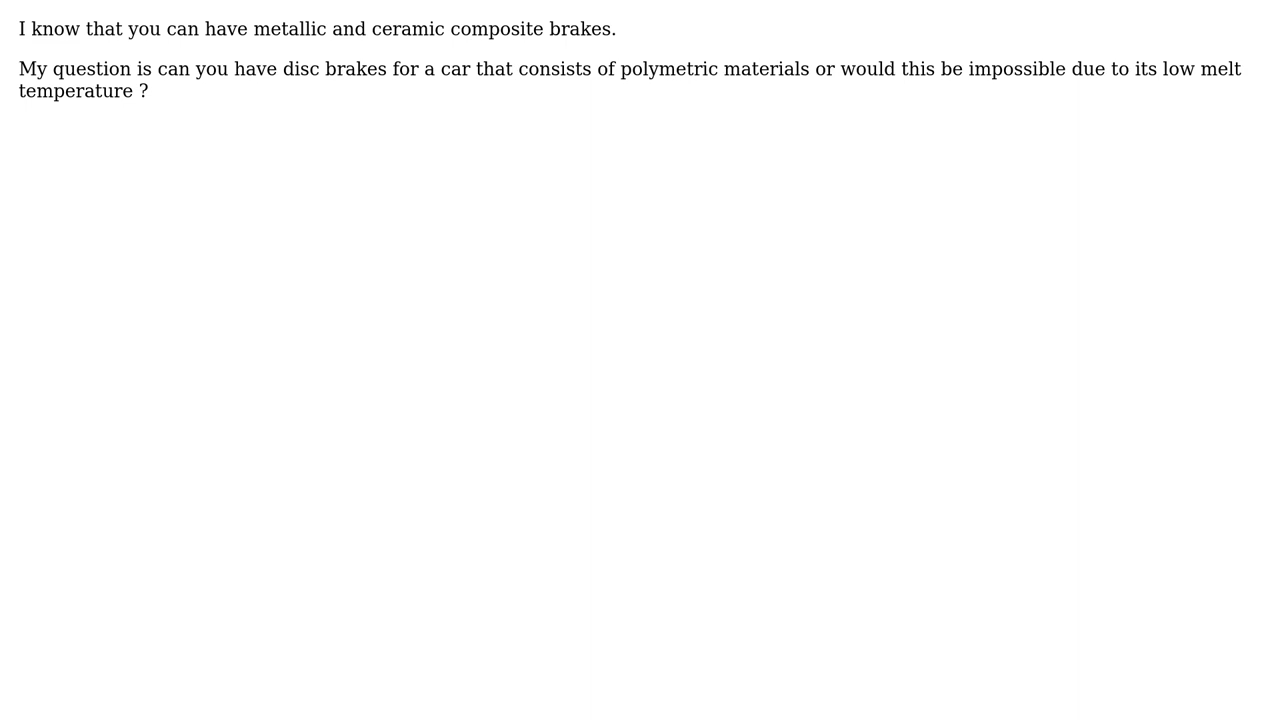 I know that you can have metallic and ceramic composite brakes.
My question is can you have disc brakes for a car that consists of polymetric materials or would this be impossible due to its low melt
temperature ?